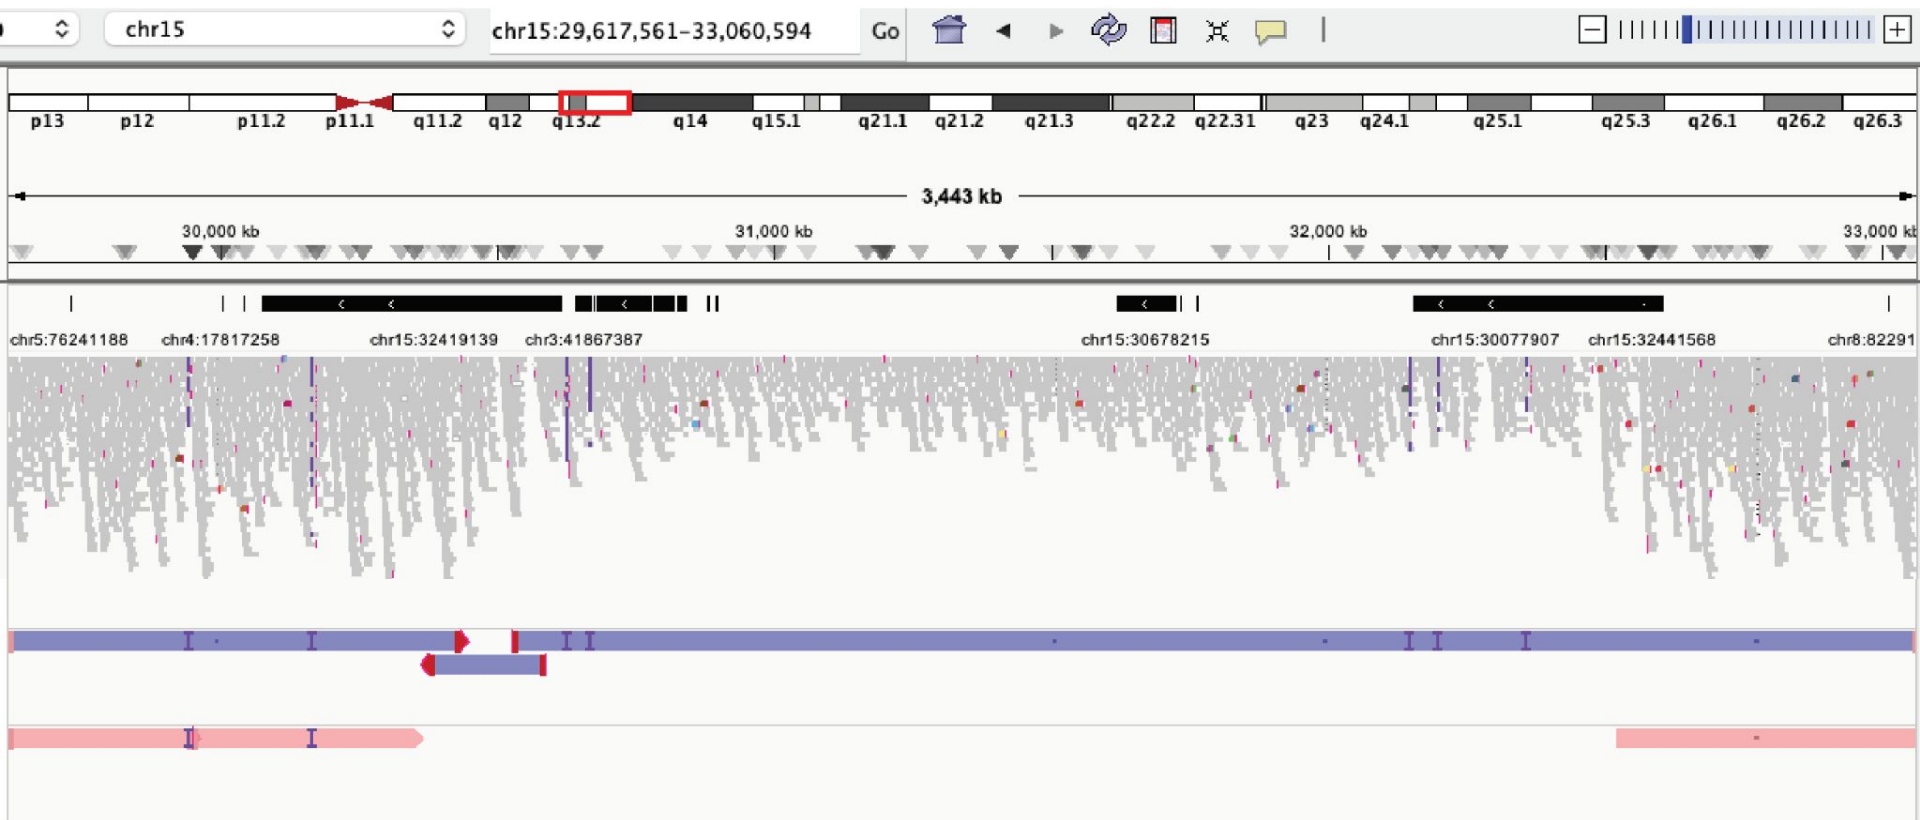 chr15 chr15:29,617,561-33,060,594 Go
p13 p12 p11.2 p11.1 q11.2 q12 q13.2 q14 q15.1 q21.1 q21.2 q21.3 q22.2 q22.31 q23 q24.1 q25.1 q25.3 q26.1 q26.2 q26.3
3,443 kb
30,000 kb 31,000 kb 32,000 kb 33,000 kb
chr5:76241188 chr4:17817258 chr15:32419139 chr3:41867387 chr15:30678215 chr15:30077907 chr15:32441568 chr8:82291